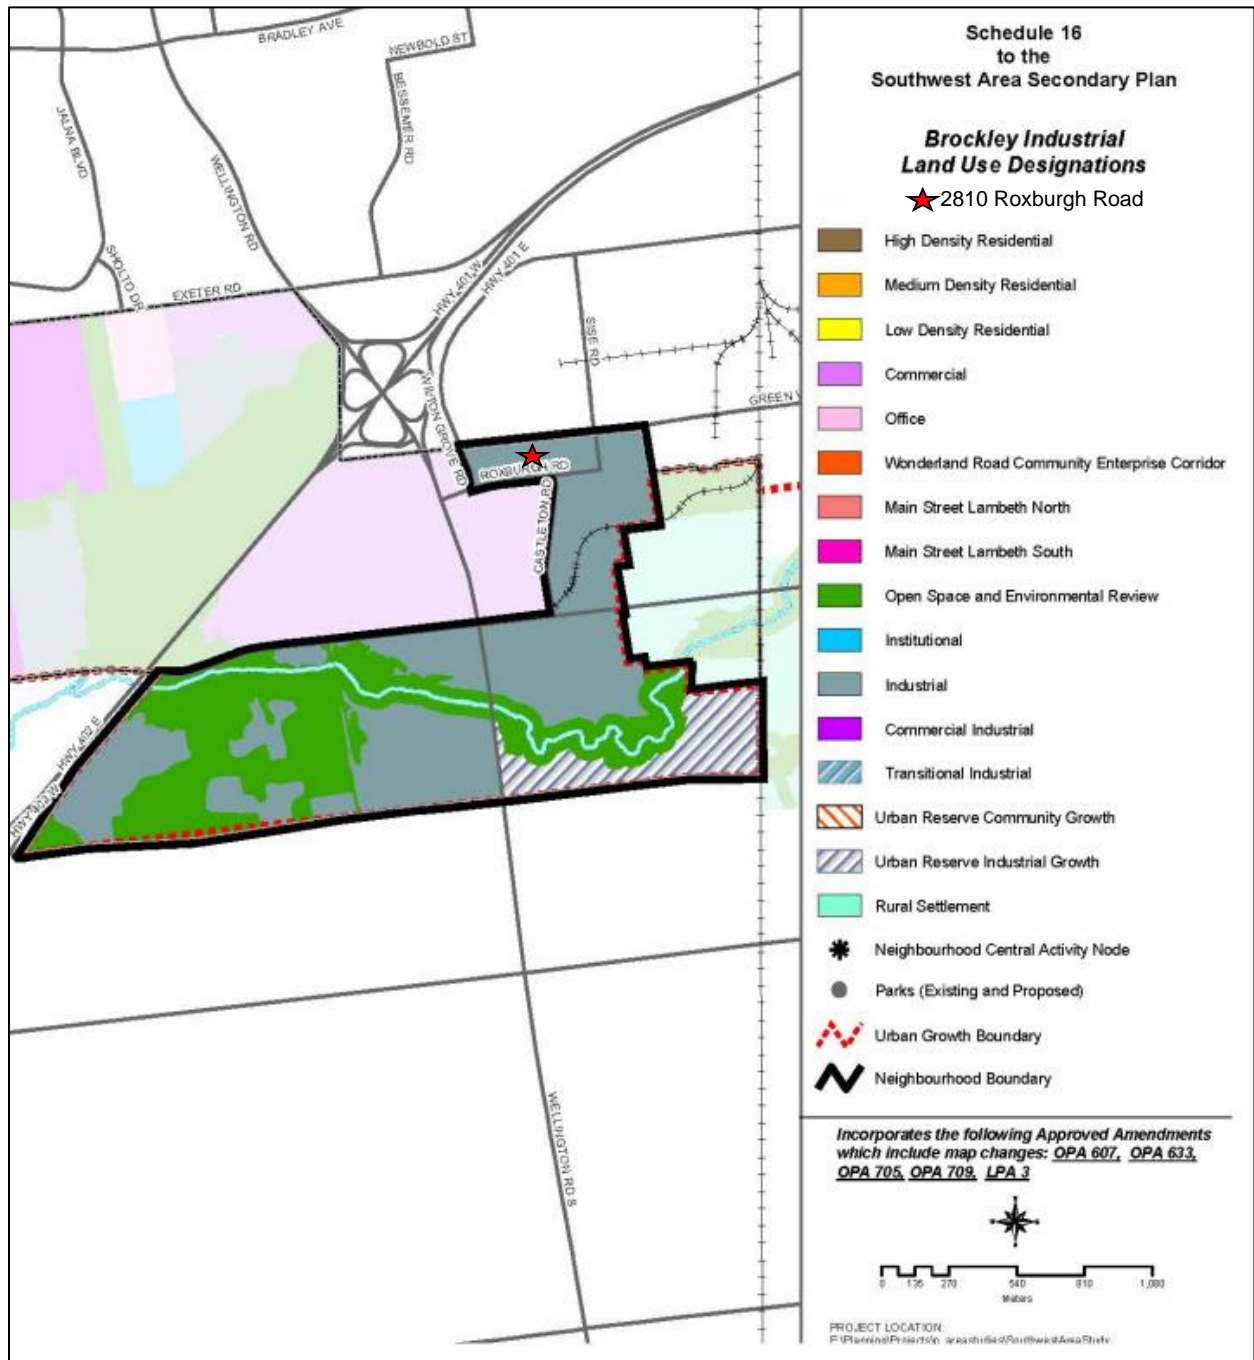 Schedule 16
to the
Southwest Area Secondary Plan
Brockley Industrial
Land Use Designations
2810 Roxburgh Road
High Density Residential
Medium Density Residential
Low Density Residential
Commercial
Office
Wonderland Road Community Enterprise Corridor
Main Street Lambeth North
Main Street Lambeth South
Open Space and Environmental Review
Institutional
Industrial
Commercial Industrial
Transitional Industrial
Urban Reserve Community Growth
Urban Reserve Industrial Growth
Rural Settlement
Neighbourhood Central Activity Node
Parks (Existing and Proposed)
Urban Growth Boundary
Neighbourhood Boundary
Incorporates the following Approved Amendments
which include map changes: OPA 607, OPA 633,
OPA 705, OPA 709, LPA 3
0 135 270 540 810 1,080
Meters
PROJECT LOCATION:
BRADLEY AVE
NEWBOLD ST
BESSEMER RD
JALNA BLVD
WELLINGTON RD
SHOLTO DR
EXETER RD
HWY 401 W
HWY 401 E
SISE RD
WILTON GROVE RD
GREEN
ROXBURGH RD
CASTLETON RD
HWY 402 E
HWY 402 W
WELLINGTON RD S